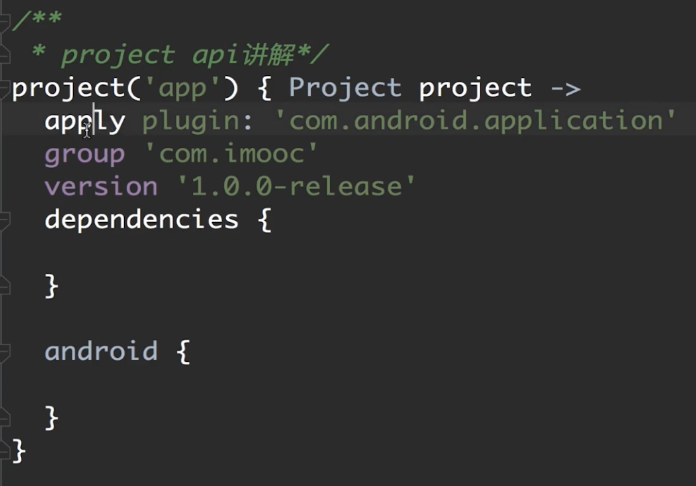 /**
 * project api讲解*/
project('app') { Project project ->
  apply plugin: 'com.android.application'
  group 'com.imooc'
  version '1.0.0-release'
  dependencies {
  }
  android {
  }
}